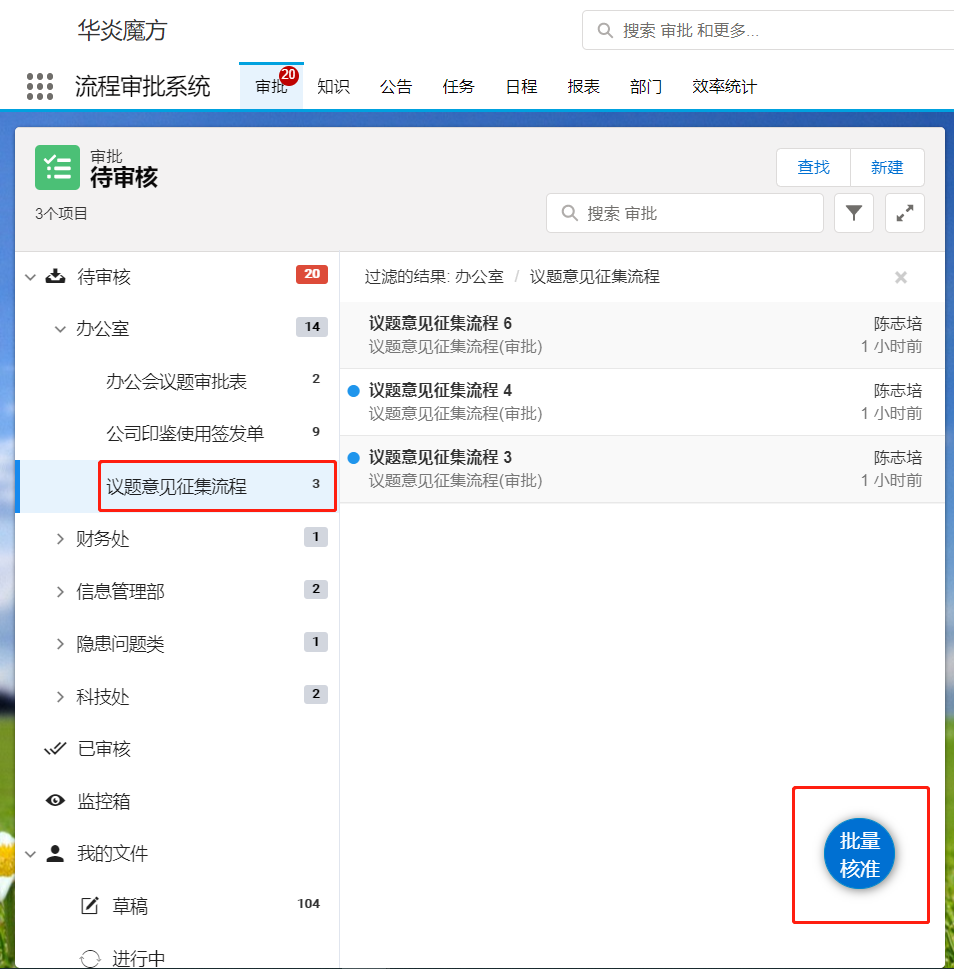 华炎魔方
搜索 审批 和更多...
流程审批系统
审批
20
知识
公告
任务
日程
报表
部门
效率统计
审批
待审核
3个项目
查找
新建
搜索 审批
待审核
20
办公室
14
办公会议题审批表
2
公司印鉴使用签发单
9
议题意见征集流程
3
财务处
1
信息管理部
2
隐患问题类
1
科技处
2
已审核
监控箱
我的文件
草稿
104
进行中
过滤的结果: 办公室 / 议题意见征集流程
议题意见征集流程 6
陈志培
议题意见征集流程(审批)
1 小时前
议题意见征集流程 4
陈志培
议题意见征集流程(审批)
1 小时前
议题意见征集流程 3
陈志培
议题意见征集流程(审批)
1 小时前
批量
核准